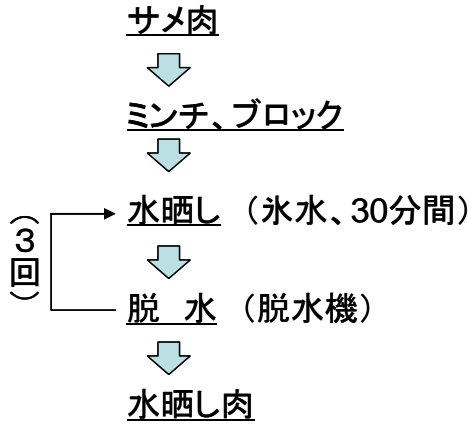 サメ肉
ミンチ、ブロック
水晒し （氷水、30分間）
（３回）
脱　水 （脱水機）
水晒し肉